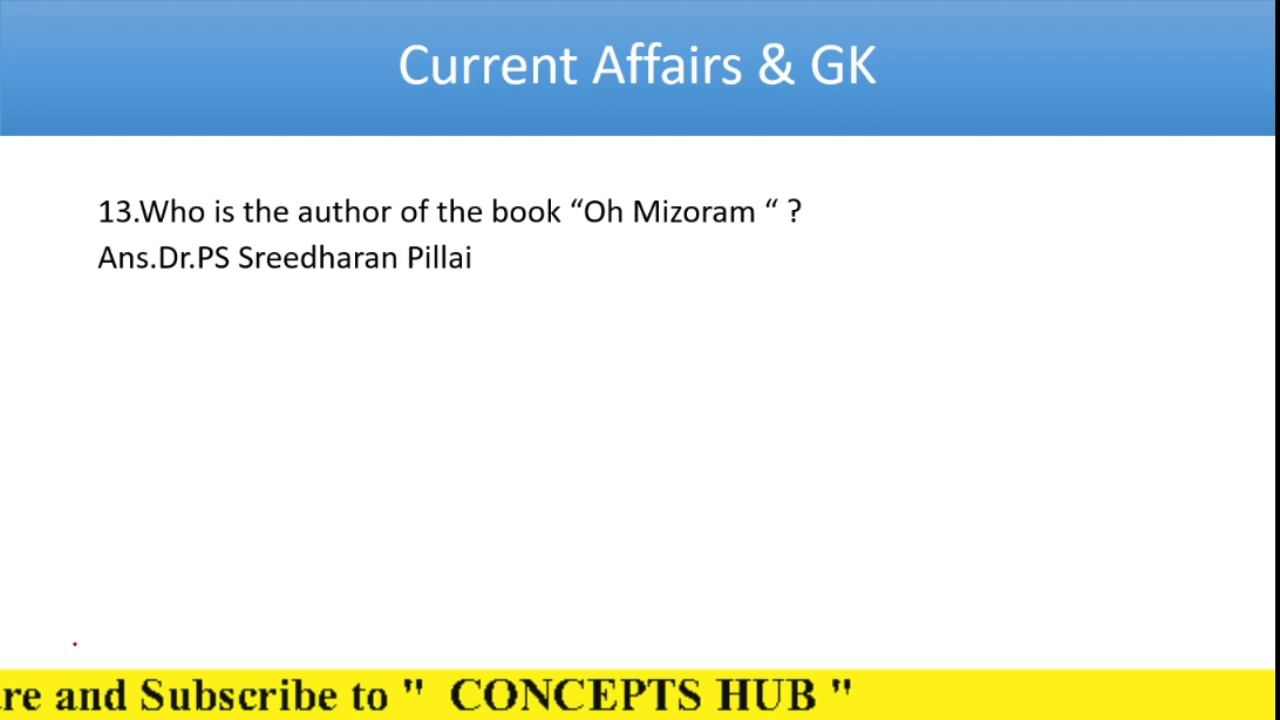 Current Affairs & GK
13.Who is the author of the book “Oh Mizoram “ ?
Ans.Dr.PS Sreedharan Pillai
re and Subscribe to " CONCEPTS HUB "